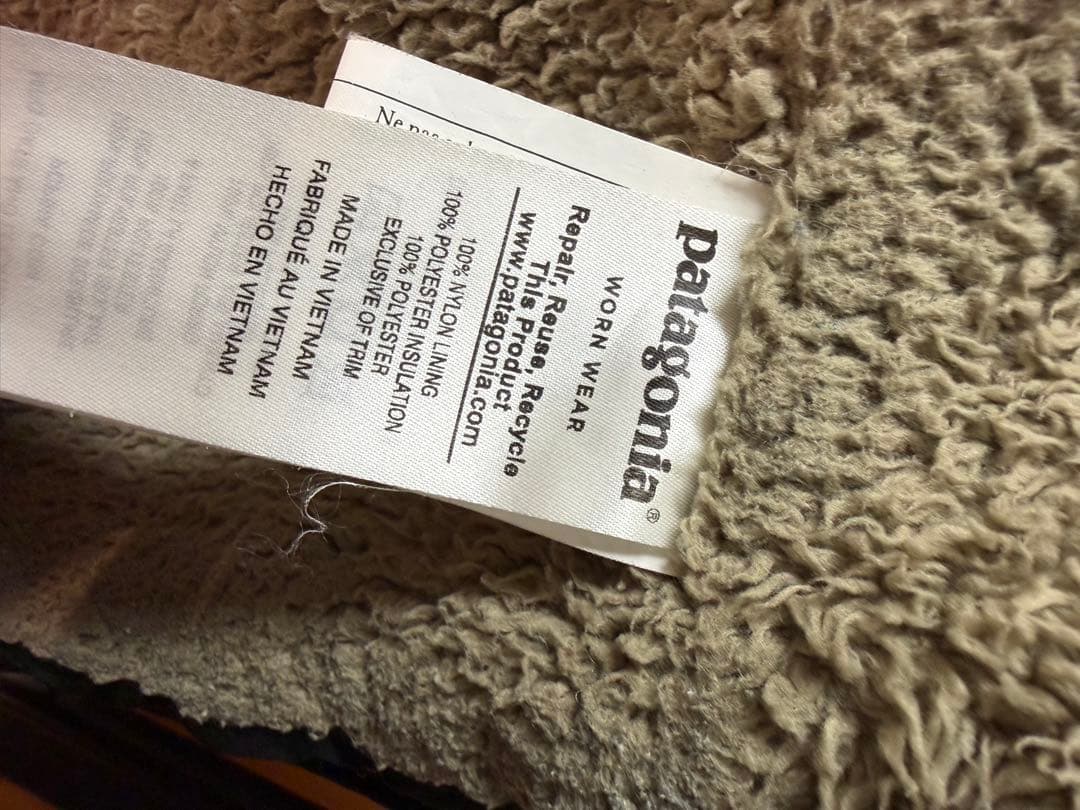 patagonia®
WORN WEAR
Repair, Reuse, Recycle
This Product
www.patagonia.com
100% NYLON LINING
100% POLYESTER INSULATION
100% POLYESTER
EXCLUSIVE OF TRIM
MADE IN VIETNAM
FABRIQUÉ AU VIETNAM
HECHO EN VIETNAM
Ne